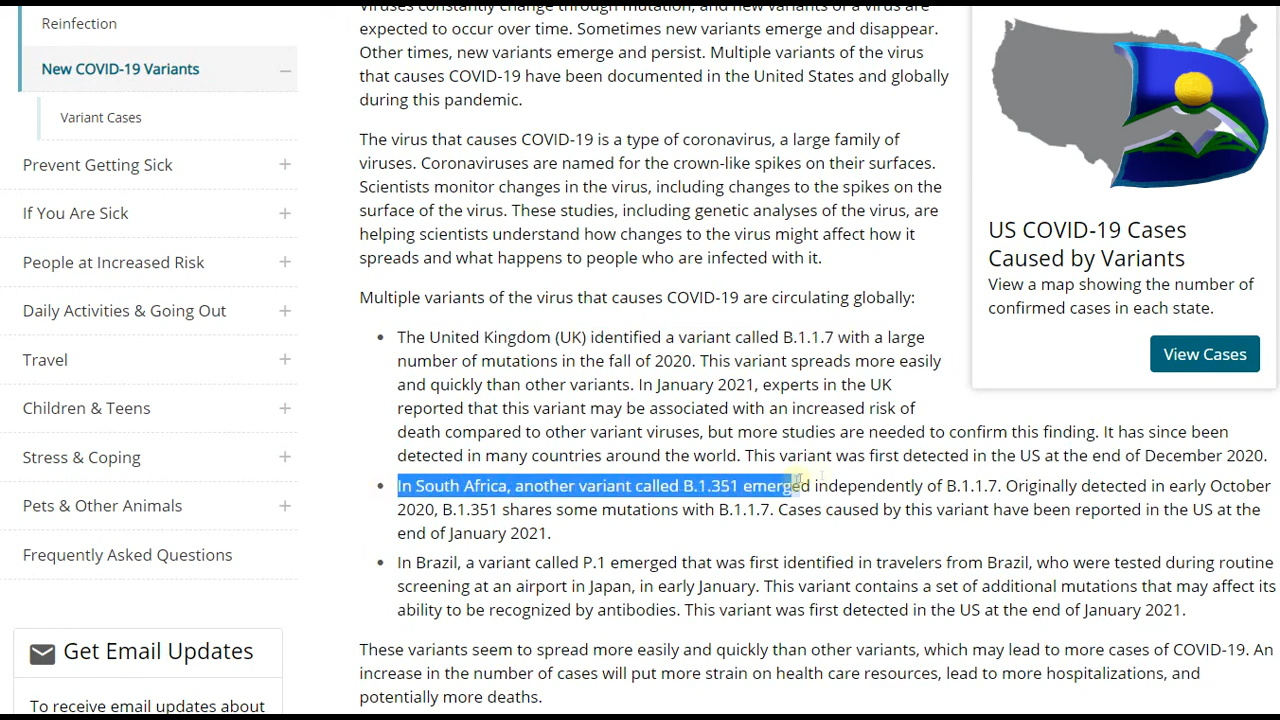 Reinfection
New COVID-19 Variants
Variant Cases
Prevent Getting Sick
If You Are Sick
People at Increased Risk
Daily Activities & Going Out
Travel
Children & Teens
Stress & Coping
Pets & Other Animals
Frequently Asked Questions
Get Email Updates
To receive email updates about
Viruses constantly change through mutation, and new variants of a virus are
expected to occur over time. Sometimes new variants emerge and disappear.
Other times, new variants emerge and persist. Multiple variants of the virus
that causes COVID-19 have been documented in the United States and globally
during this pandemic.
The virus that causes COVID-19 is a type of coronavirus, a large family of
viruses. Coronaviruses are named for the crown-like spikes on their surfaces.
Scientists monitor changes in the virus, including changes to the spikes on the
surface of the virus. These studies, including genetic analyses of the virus, are
helping scientists understand how changes to the virus might affect how it
spreads and what happens to people who are infected with it.
Multiple variants of the virus that causes COVID-19 are circulating globally:
The United Kingdom (UK) identified a variant called B.1.1.7 with a large
number of mutations in the fall of 2020. This variant spreads more easily
and quickly than other variants. In January 2021, experts in the UK
reported that this variant may be associated with an increased risk of
death compared to other variant viruses, but more studies are needed to confirm this finding. It has since been
detected in many countries around the world. This variant was first detected in the US at the end of December 2020.
In South Africa, another variant called B.1.351 emerged independently of B.1.1.7. Originally detected in early October
2020, B.1.351 shares some mutations with B.1.1.7. Cases caused by this variant have been reported in the US at the
end of January 2021.
In Brazil, a variant called P.1 emerged that was first identified in travelers from Brazil, who were tested during routine
screening at an airport in Japan, in early January. This variant contains a set of additional mutations that may affect its
ability to be recognized by antibodies. This variant was first detected in the US at the end of January 2021.
These variants seem to spread more easily and quickly than other variants, which may lead to more cases of COVID-19. An
increase in the number of cases will put more strain on health care resources, lead to more hospitalizations, and
potentially more deaths.
US COVID-19 Cases
Caused by Variants
View a map showing the number of
confirmed cases in each state.
View Cases